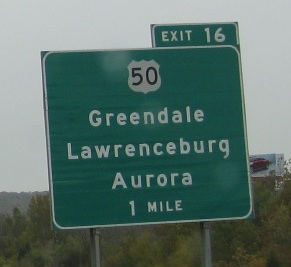 EXIT 16
50
Greendale
Lawrenceburg
Aurora
1 MILE